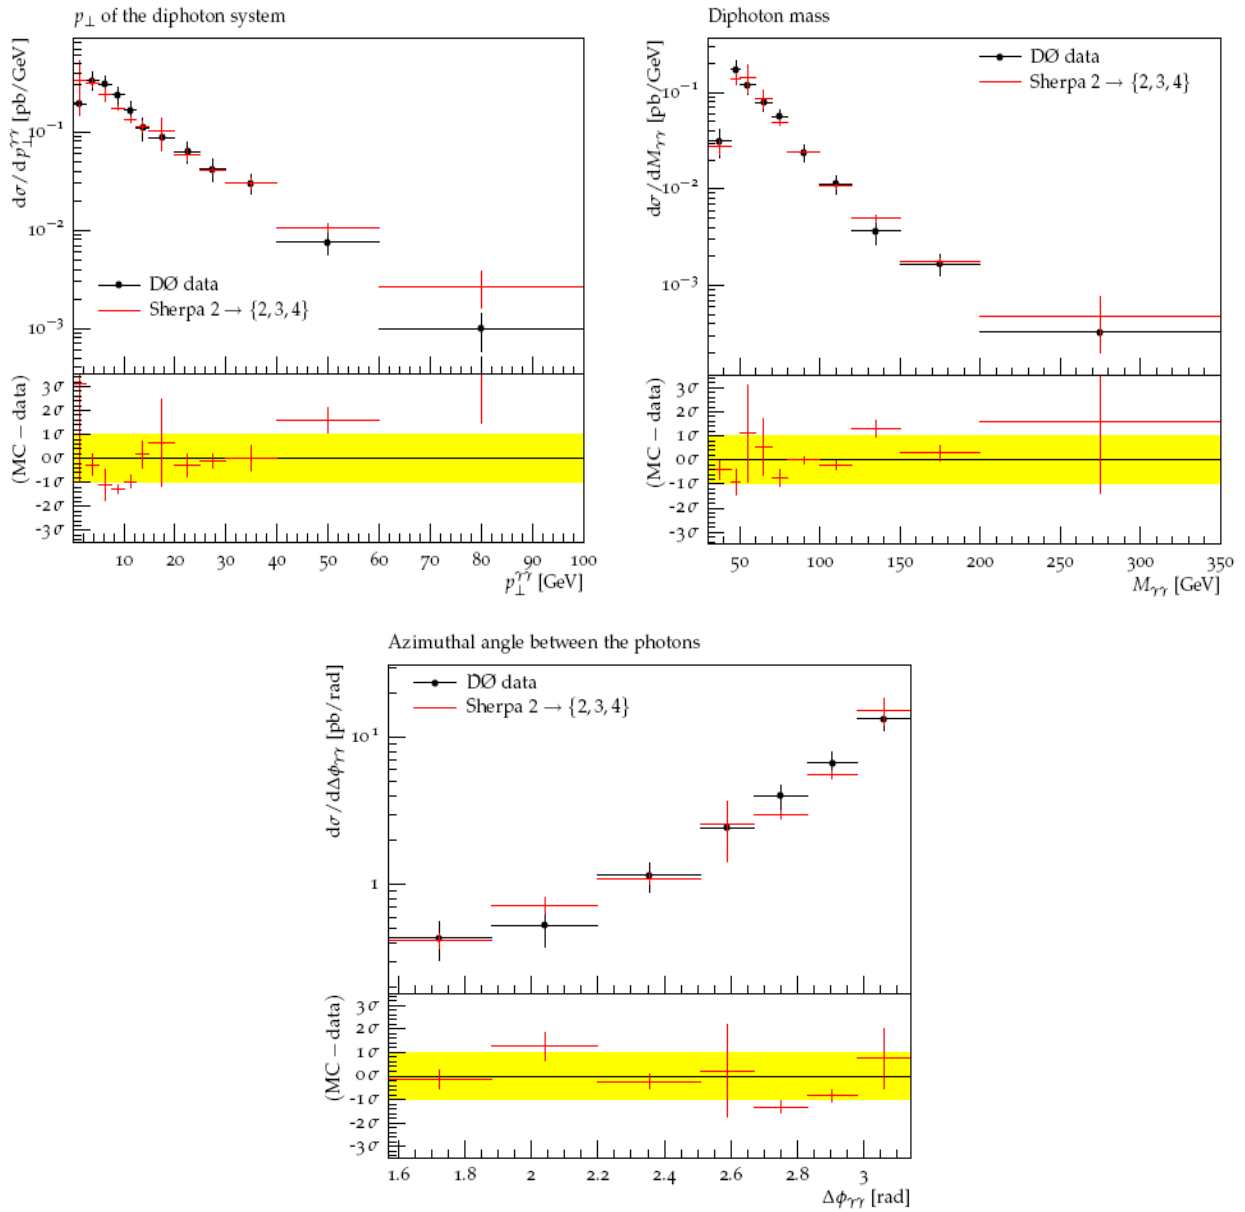 p⊥ of the diphoton system
dσ/dp⊥^γγ [pb/GeV]
10⁻¹
10⁻²
10⁻³
DØ data
Sherpa 2 → {2,3,4}
(MC − data)
3σ
2σ
1σ
0σ
-1σ
-2σ
-3σ
10 20 30 40 50 60 70 80 90 100
p⊥^γγ [GeV]
Diphoton mass
dσ/dM_γγ [pb/GeV]
10⁻¹
10⁻²
10⁻³
DØ data
Sherpa 2 → {2,3,4}
(MC − data)
3σ
2σ
1σ
0σ
-1σ
-2σ
-3σ
50 100 150 200 250 300 350
M_γγ [GeV]
Azimuthal angle between the photons
dσ/dΔϕ_γγ [pb/rad]
10¹
1
DØ data
Sherpa 2 → {2,3,4}
(MC − data)
3σ
2σ
1σ
0σ
-1σ
-2σ
-3σ
1.6 1.8 2 2.2 2.4 2.6 2.8 3
Δϕ_γγ [rad]